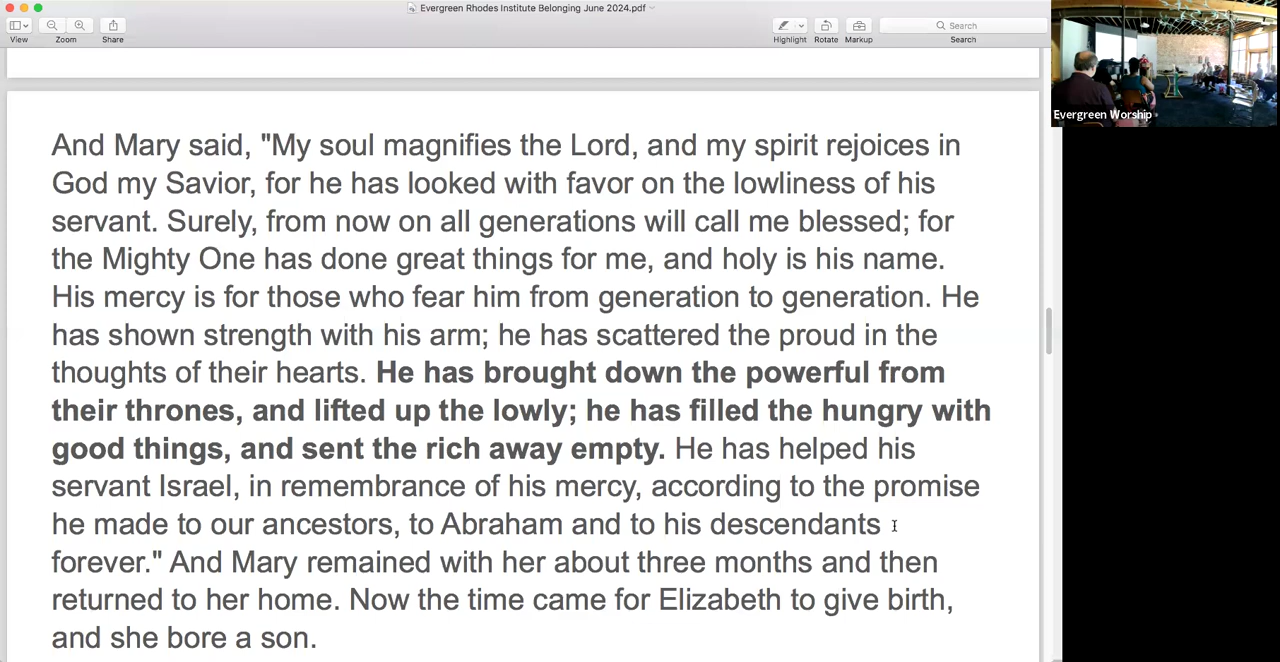 Evergreen Rhodes Institute Belonging June 2024.pdf
View
Zoom
Share
Highlight
Rotate
Markup
Search
Search
Evergreen Worship
And Mary said, "My soul magnifies the Lord, and my spirit rejoices in
God my Savior, for he has looked with favor on the lowliness of his
servant. Surely, from now on all generations will call me blessed; for
the Mighty One has done great things for me, and holy is his name.
His mercy is for those who fear him from generation to generation. He
has shown strength with his arm; he has scattered the proud in the
thoughts of their hearts. He has brought down the powerful from
their thrones, and lifted up the lowly; he has filled the hungry with
good things, and sent the rich away empty. He has helped his
servant Israel, in remembrance of his mercy, according to the promise
he made to our ancestors, to Abraham and to his descendants
forever." And Mary remained with her about three months and then
returned to her home. Now the time came for Elizabeth to give birth,
and she bore a son.